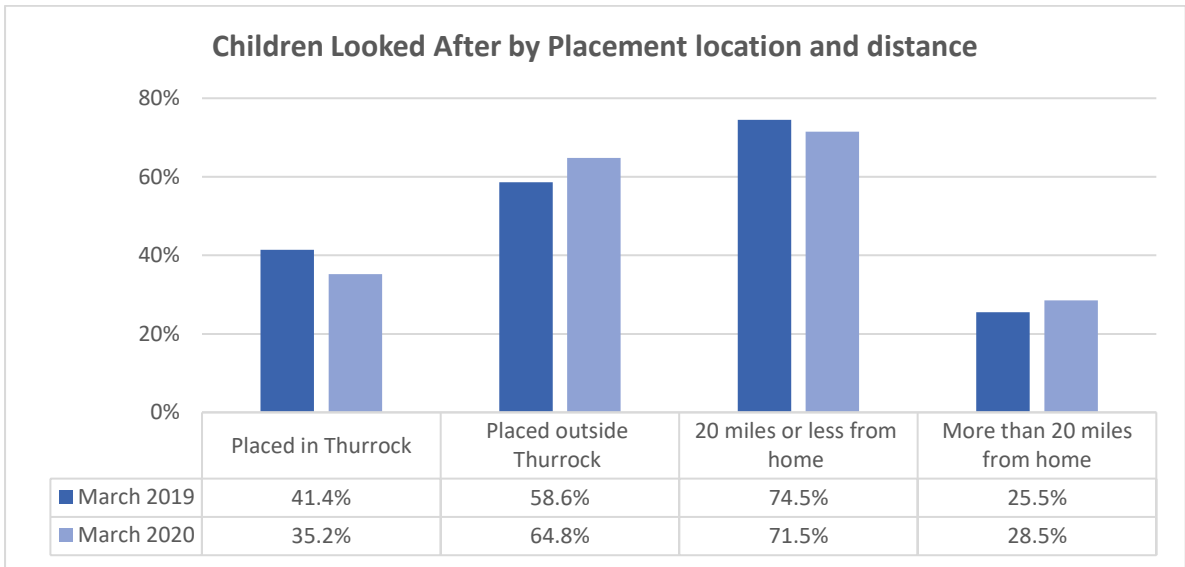 Children Looked After by Placement location and distance
80%
60%
40%
20%
0%
Placed in Thurrock
Placed outside
Thurrock
20 miles or less from
home
More than 20 miles
from home
March 2019 41.4% 58.6% 74.5% 25.5%
March 2020 35.2% 64.8% 71.5% 28.5%